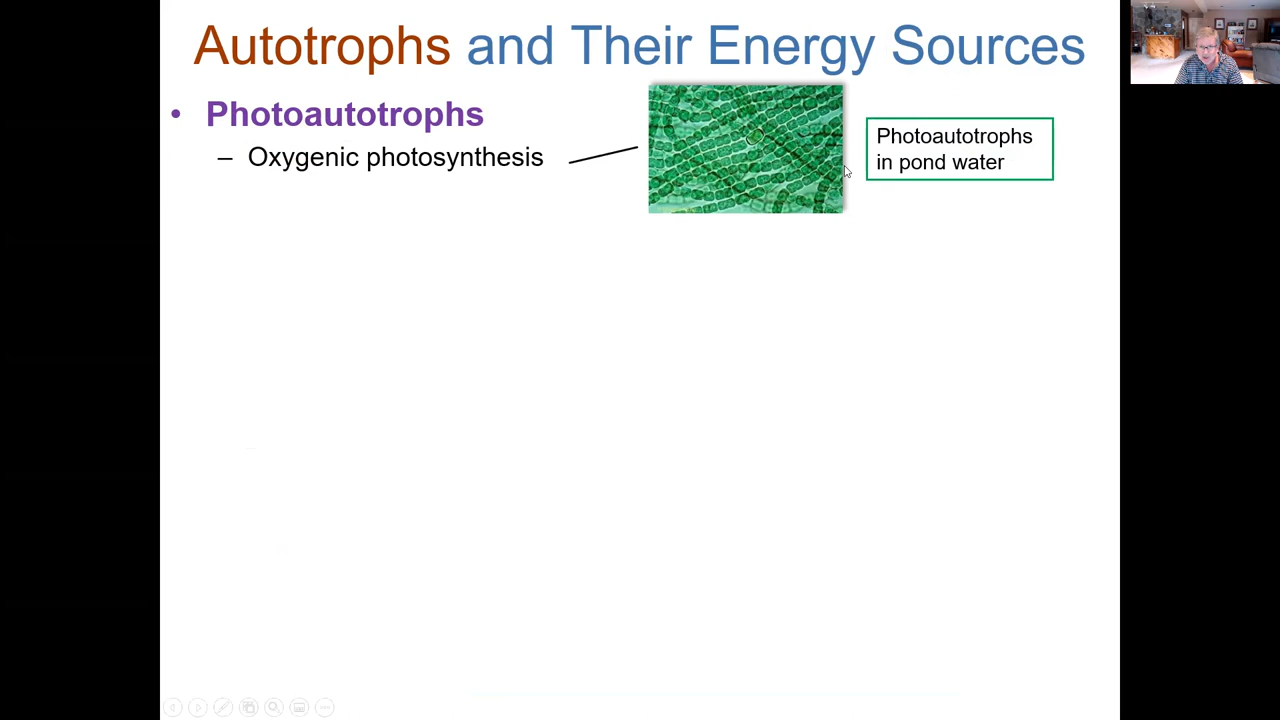 Autotrophs and Their Energy Sources
• Photoautotrophs
– Oxygenic photosynthesis
Photoautotrophs
in pond water